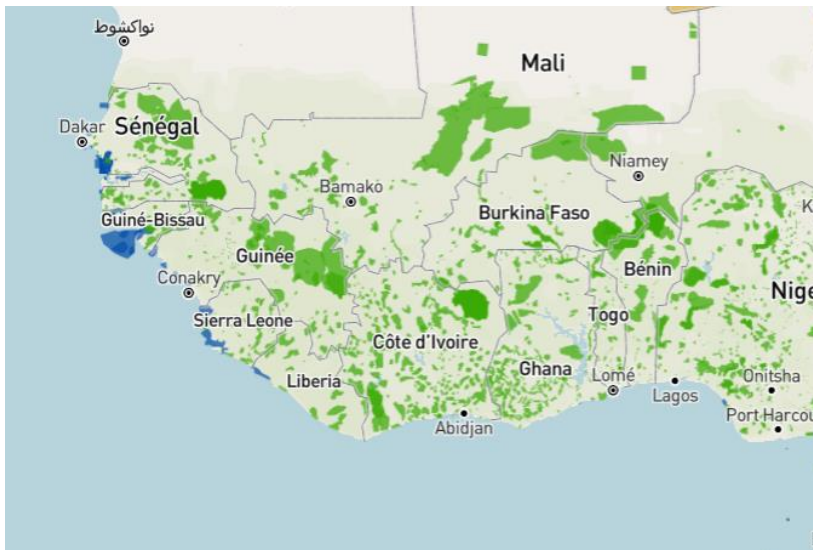 نواكشوط
Mali
Dakar
Sénégal
Niamey
Bamako
K
Burkina Faso
Guiné-Bissau
Guinée
Bénin
Conakry
Nige
Sierra Leone
Togo
Côte d'Ivoire
Ghana
Liberia
Lomé
Onitsha
Lagos
Abidjan
Port Harcou